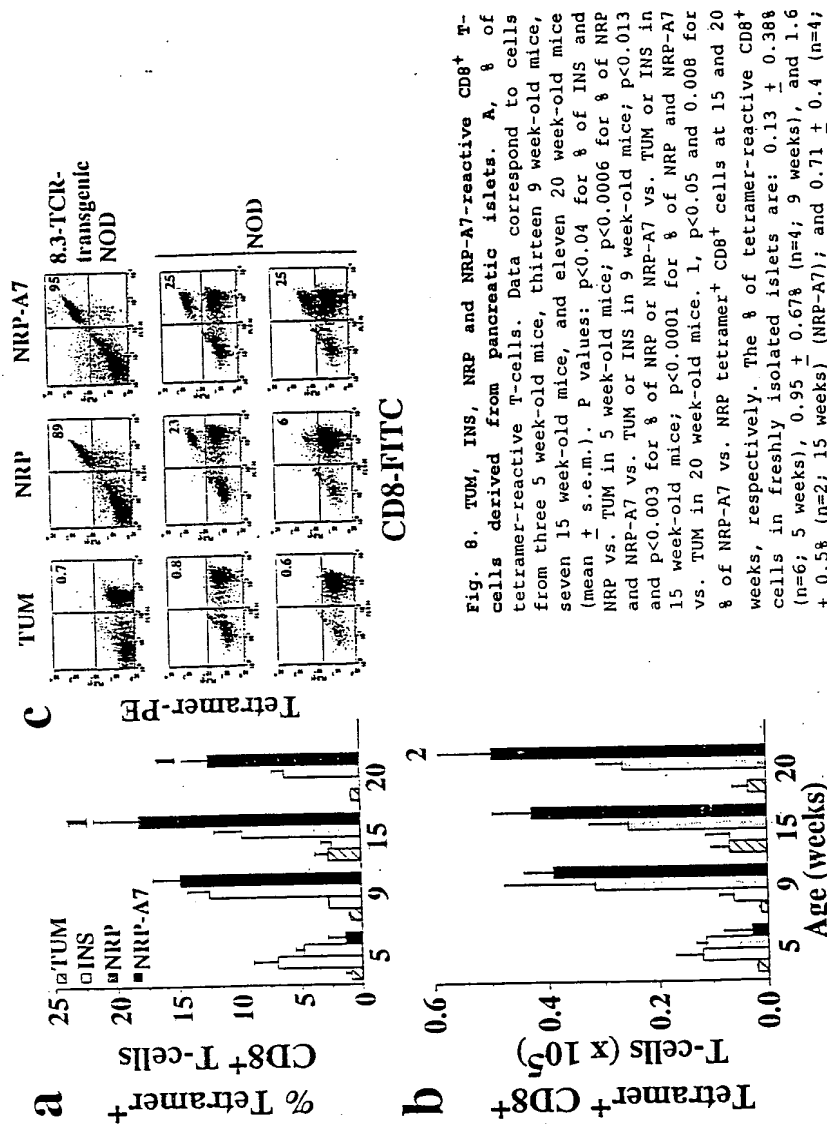 a
% Tetramer+
CD8+ T-cells
25
20
15
10
5
0
TUM
INS
NRP
NRP-A7
1
1
5
9
15
20
b
Tetramer+ CD8+
T-cells (x 10⁵)
0.6
0.4
0.2
0.0
2
5
9
15
20
Age (weeks)
c
TUM
NRP
NRP-A7
0.7
89
95
8.3-TCR-
transgenic
NOD
0.8
23
25
NOD
0.6
6
25
Tetramer-PE
CD8-FITC
Fig. 8. TUM, INS, NRP and NRP-A7-reactive CD8+ T-
cells derived from pancreatic islets. A, % of
tetramer-reactive T-cells. Data correspond to cells
from three 5 week-old mice, thirteen 9 week-old mice,
seven 15 week-old mice, and eleven 20 week-old mice
(mean ± s.e.m.). P values: p<0.04 for % of INS and
NRP vs. TUM in 5 week-old mice; p<0.0006 for % of NRP
and NRP-A7 vs. TUM or INS in 9 week-old mice; p<0.013
and p<0.003 for % of NRP or NRP-A7 vs. TUM or INS in
15 week-old mice; p<0.0001 for % of NRP and NRP-A7
vs. TUM in 20 week-old mice. 1, p<0.05 and 0.008 for
% of NRP-A7 vs. NRP tetramer+ CD8+ cells at 15 and 20
weeks, respectively. The % of tetramer-reactive CD8+
cells in freshly isolated islets are: 0.13 ± 0.38%
(n=6; 5 weeks), 0.95 ± 0.67% (n=4; 9 weeks), and 1.6
± 0.5% (n=2; 15 weeks) (NRP-A7); and 0.71 ± 0.4 (n=4;